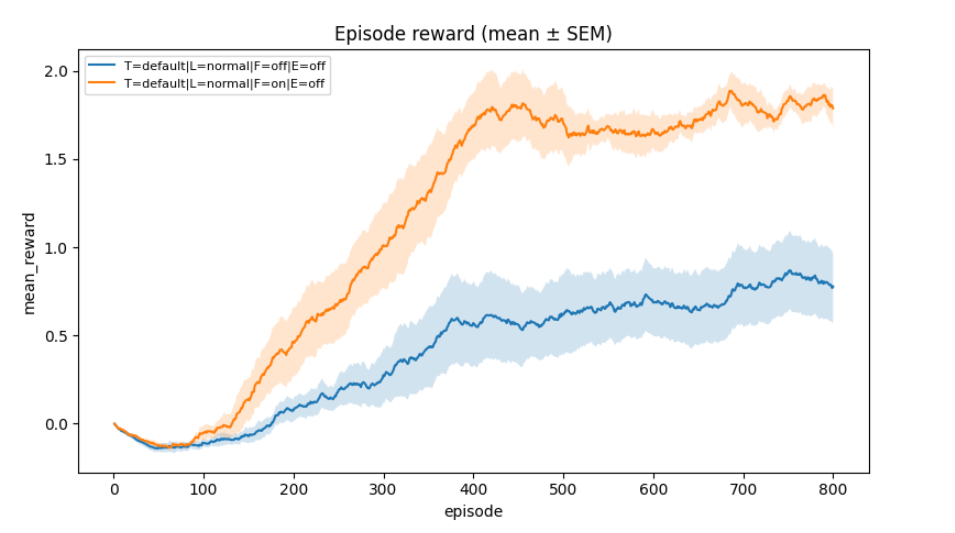 Episode reward (mean ± SEM)
T=default|L=normal|F=off|E=off
T=default|L=normal|F=on|E=off
2.0
1.5
1.0
0.5
0.0
mean_reward
0 100 200 300 400 500 600 700 800
episode